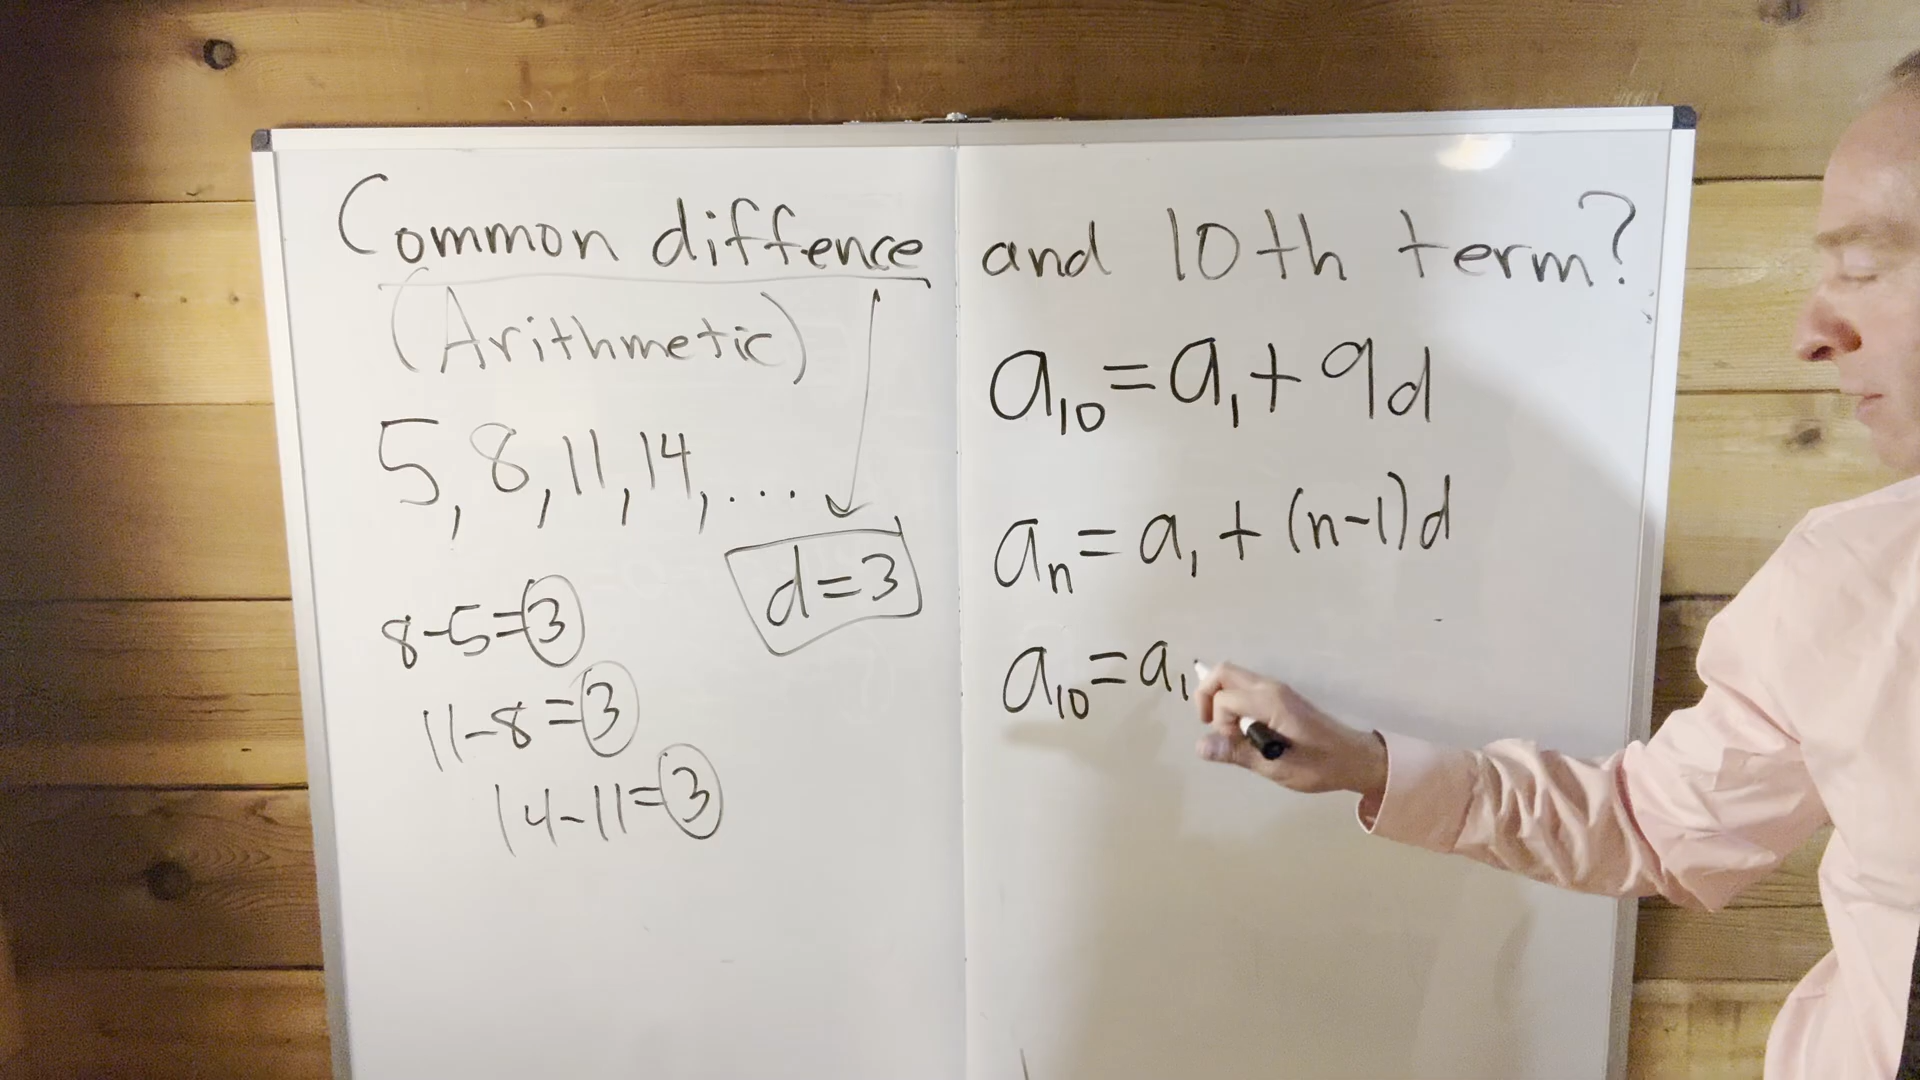 Common diffence and 10th term?
(Arithmetic)
5, 8, 11, 14, ...
d=3
8-5=3
11-8=3
14-11=3
a₁₀=a₁+9d
aₙ=a₁+(n-1)d
a₁₀=a₁